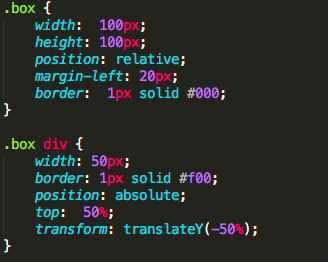 .box {
    width:  100px;
    height: 100px;
    position: relative;
    margin-left: 20px;
    border:  1px solid #000;
}

.box div {
    width: 50px;
    border: 1px solid #f00;
    position: absolute;
    top:  50%;
    transform: translateY(-50%);
}